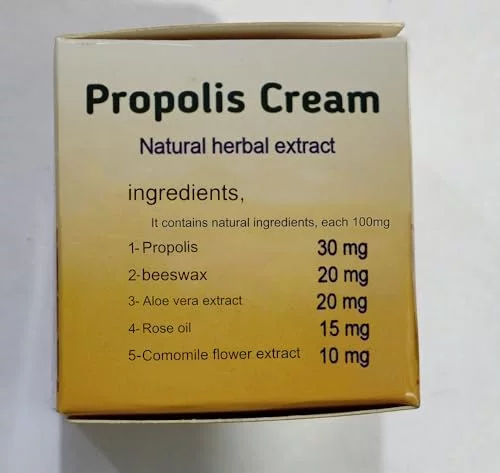 Propolis Cream
Natural herbal extract
ingredients,
It contains natural ingredients, each 100mg
1- Propolis 30 mg
2- beeswax 20 mg
3- Aloe vera extract 20 mg
4- Rose oil 15 mg
5-Comomile flower extract 10 mg